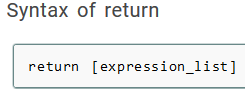 Syntax of return
return [expression_list]